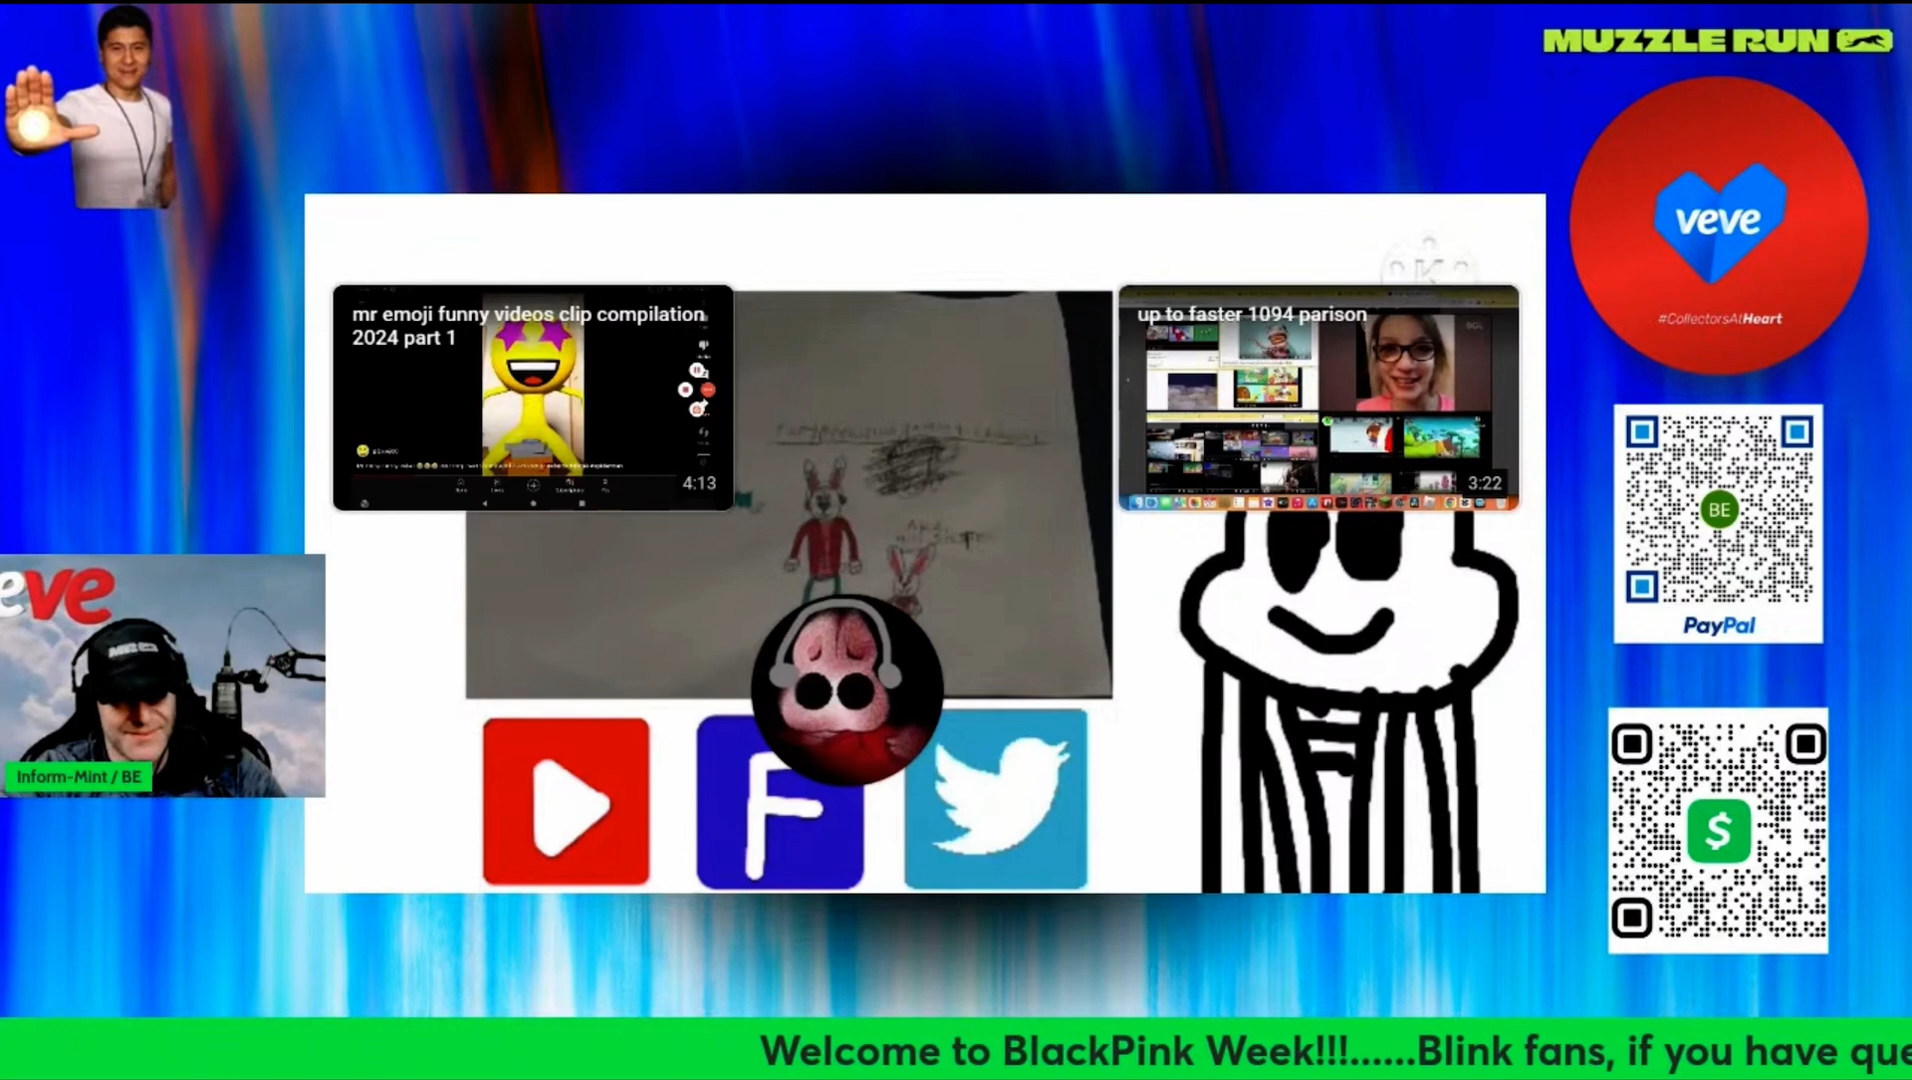 MUZZLE RUN
veve
#CollectorsAtHeart
mr emoji funny videos clip compilation
2024 part 1
4:13
up to faster 1094 parison
3:22
K
BE
PayPal
eve
Inform-Mint / BE
F
$
Welcome to BlackPink Week!!!......Blink fans, if you have que